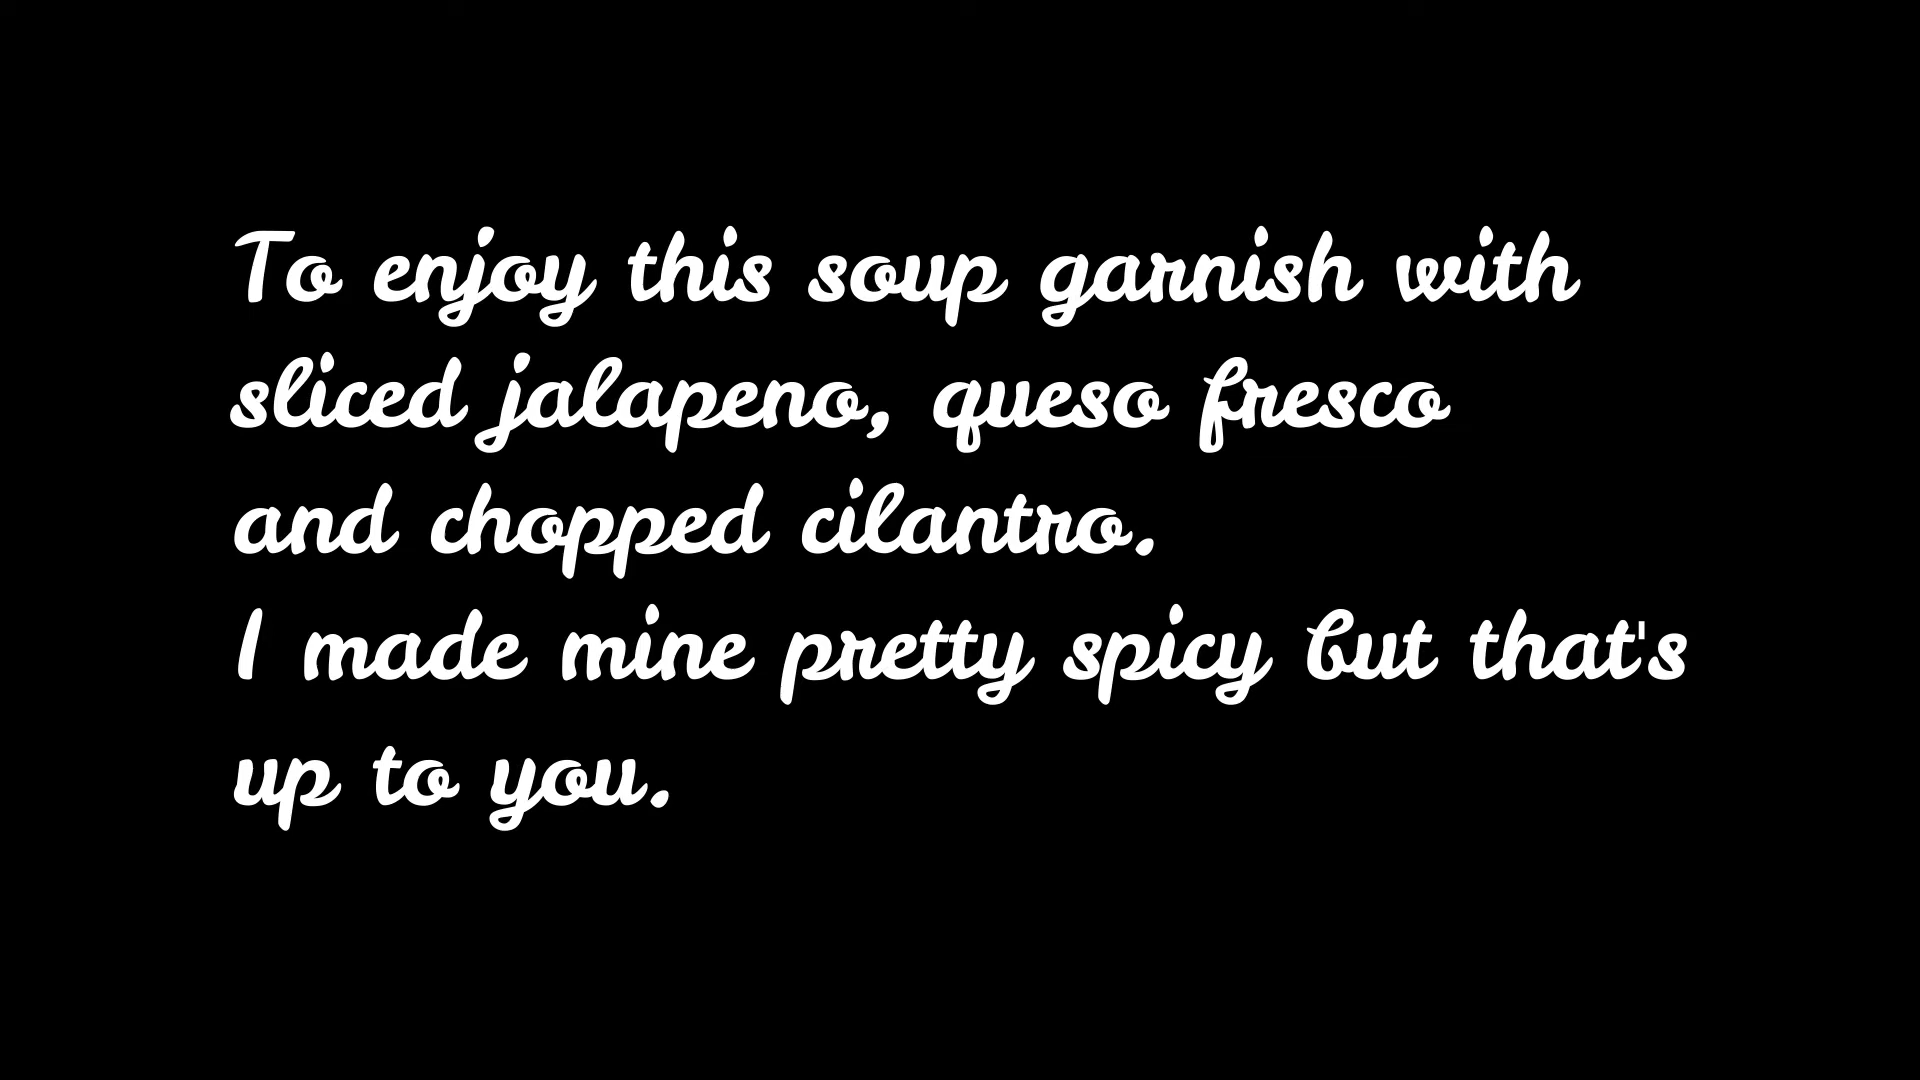 To enjoy this soup garnish with
sliced jalapeno, queso fresco
and chopped cilantro.
I made mine pretty spicy but that's
up to you.